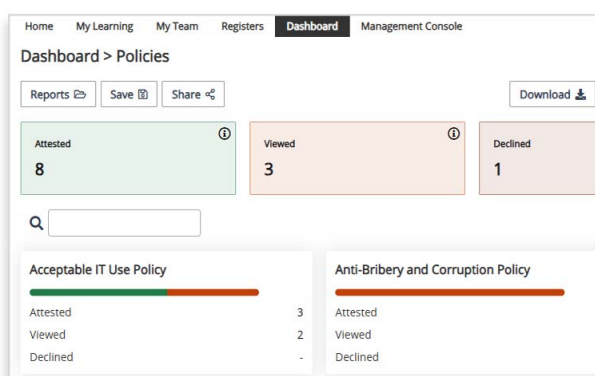 Home My Learning My Team Registers Dashboard Management Console
Dashboard > Policies
Reports Save Share Download
Attested Viewed Declined
8 3 1
Acceptable IT Use Policy Anti-Bribery and Corruption Policy
Attested 3 Attested
Viewed 2 Viewed
Declined - Declined